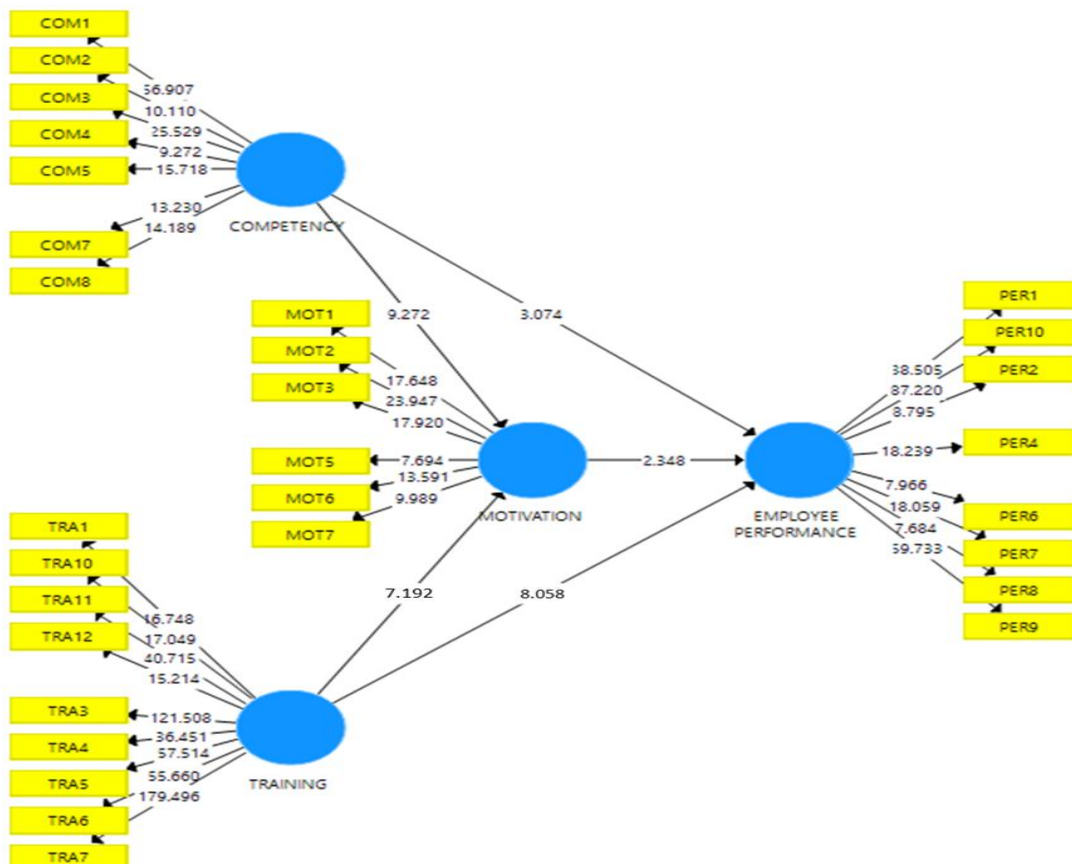 COM1
COM2
COM3
COM4
COM5
COM7
COM8
10.110
25.529
9.272
15.718
13.230
14.189
COMPETENCY
9.272
3.074
MOT1
MOT2
MOT3
MOT5
MOT6
MOT7
17.648
23.947
17.920
7.694
13.591
9.989
MOTIVATION
2.348
PER1
PER10
PER2
PER4
PER6
PER7
PER8
PER9
38.505
87.220
8.795
18.239
7.966
18.059
7.684
EMPLOYEE
PERFORMANCE
7.192
8.058
TRA1
TRA10
TRA11
TRA12
TRA3
TRA4
TRA5
TRA6
TRA7
16.748
17.049
40.715
15.214
121.508
36.451
57.514
55.660
179.496
TRAINING